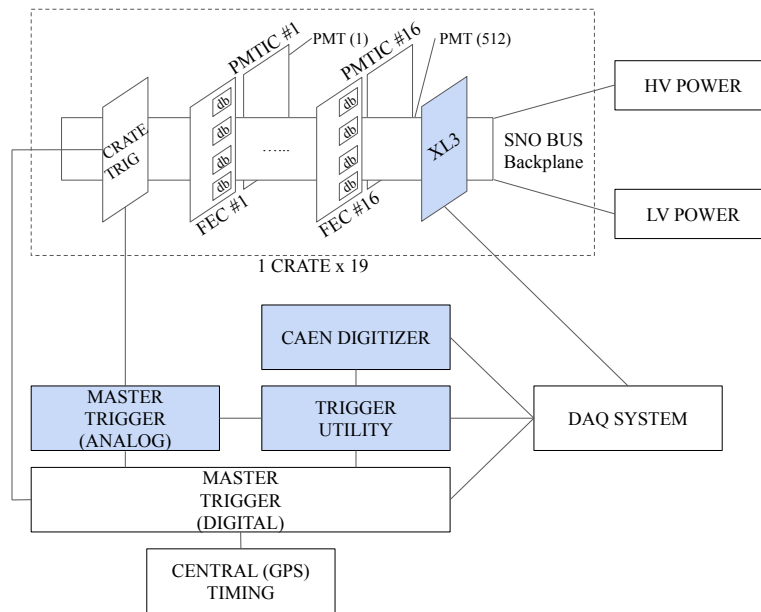 PMTIC #1
PMT (1)
PMTIC #16
PMT (512)
HV POWER
CRATE
TRIG
db
db
db
db
FEC #1
......
db
db
db
db
FEC #16
XL3
SNO BUS
Backplane
LV POWER
1 CRATE x 19
CAEN DIGITIZER
MASTER
TRIGGER
(ANALOG)
TRIGGER
UTILITY
DAQ SYSTEM
MASTER
TRIGGER
(DIGITAL)
CENTRAL (GPS)
TIMING